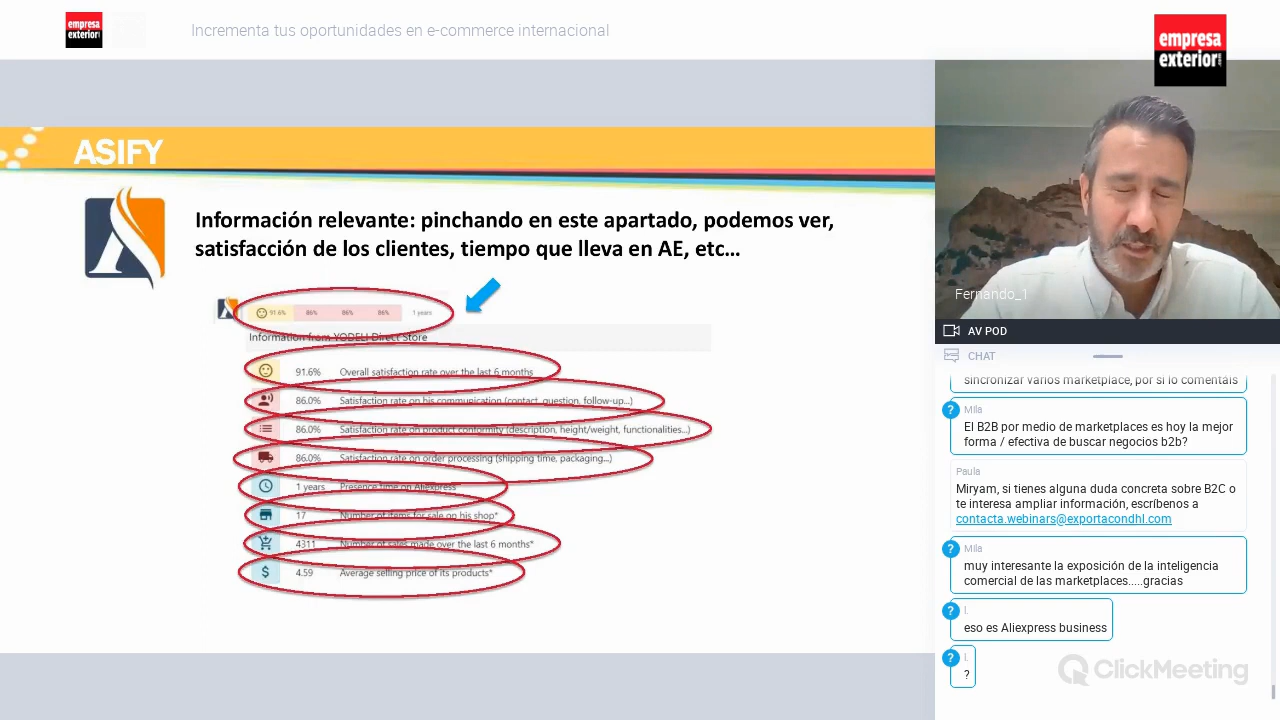 empresa
exterior
Incrementa tus oportunidades en e-commerce internacional
empresa
exterior
ASIFY
Información relevante: pinchando en este apartado, podemos ver,
satisfacción de los clientes, tiempo que lleva en AE, etc...
91.6% 86% 86% 86% 1 years
Information from YODELI Direct Store
91.6% Overall satisfaction rate over the last 6 months
86.0% Satisfaction rate on his communication (contact, question, follow-up...)
86.0% Satisfaction rate on product conformity (description, height/weight, functionalities...)
86.0% Satisfaction rate on order processing (shipping time, packaging...)
1 years Presence time on Aliexpress
17 Number of items for sale on his shop*
4311 Number of sales made over the last 6 months*
4.59 Average selling price of its products*
Fernando_1
AV POD
CHAT
sincronizar varios marketplace, por si lo comentáis
? Mila
El B2B por medio de marketplaces es hoy la mejor
forma / efectiva de buscar negocios b2b?
Paula
Miryam, si tienes alguna duda concreta sobre B2C o
te interesa ampliar información, escríbenos a
contacta.webinars@exportacondhl.com
? Mila
muy interesante la exposición de la inteligencia
comercial de las marketplaces.....gracias
? L
eso es Aliexpress business
? L
?
ClickMeeting